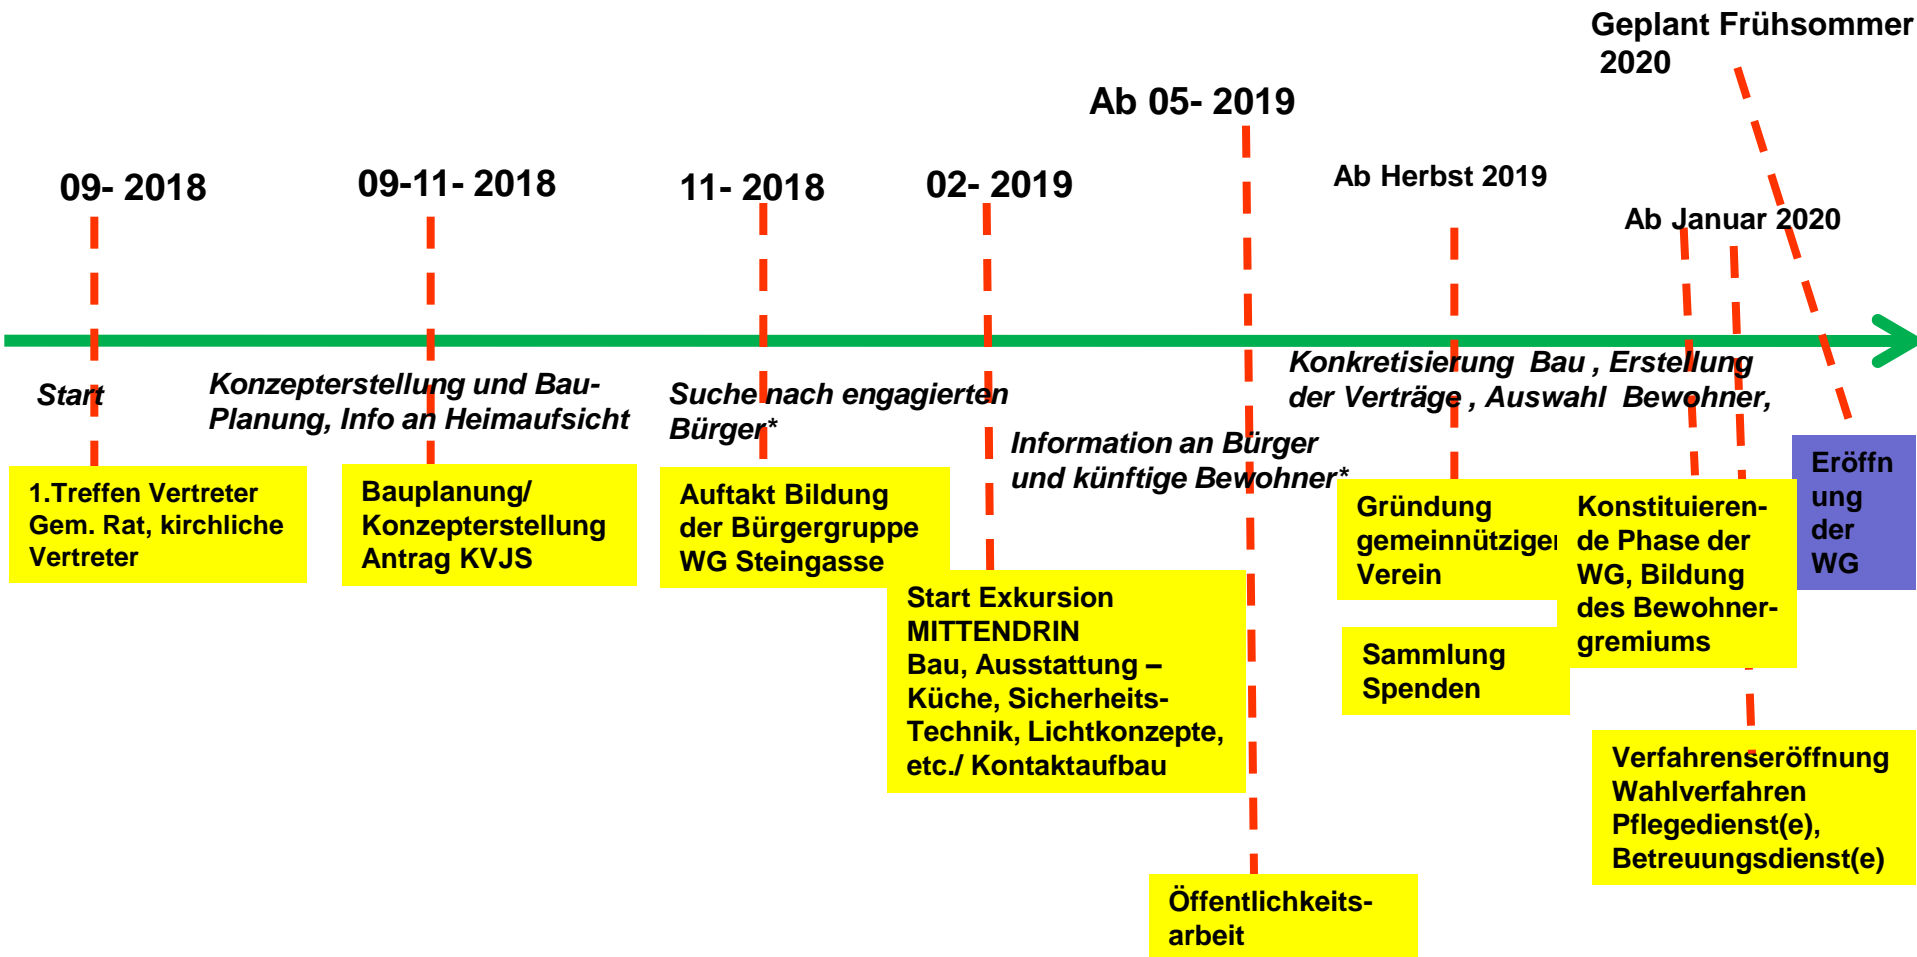 Geplant Frühsommer
2020
Ab 05- 2019
09- 2018
09-11- 2018
11- 2018
02- 2019
Ab Herbst 2019
Ab Januar 2020
Start
Konzepterstellung und Bau-
Planung, Info an Heimaufsicht
Suche nach engagierten
Bürger*
Information an Bürger
und künftige Bewohner*
Konkretisierung Bau , Erstellung
der Verträge , Auswahl Bewohner,
1.Treffen Vertreter
Gem. Rat, kirchliche
Vertreter
Bauplanung/
Konzepterstellung
Antrag KVJS
Auftakt Bildung
der Bürgergruppe
WG Steingasse
Start Exkursion
MITTENDRIN
Bau, Ausstattung –
Küche, Sicherheits-
Technik, Lichtkonzepte,
etc./ Kontaktaufbau
Öffentlichkeits-
arbeit
Gründung
gemeinnütziger
Verein
Sammlung
Spenden
Konstituieren-
de Phase der
WG, Bildung
des Bewohner-
gremiums
Verfahrenseröffnung
Wahlverfahren
Pflegedienst(e),
Betreuungsdienst(e)
Eröffn
ung
der
WG